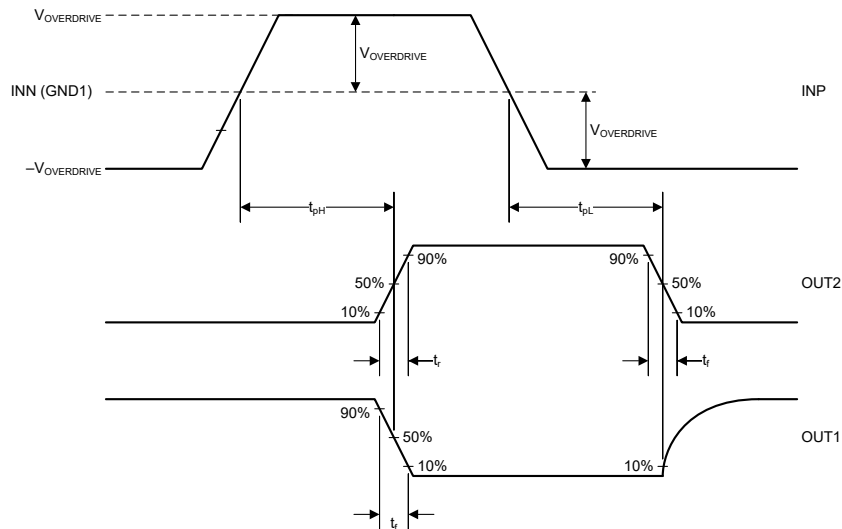 VOVERDRIVE
VOVERDRIVE
INN (GND1)
INP
VOVERDRIVE
–VOVERDRIVE
tpH
tpL
90%
90%
50%
50%
OUT2
10%
10%
tr
tf
90%
OUT1
50%
10%
10%
tf